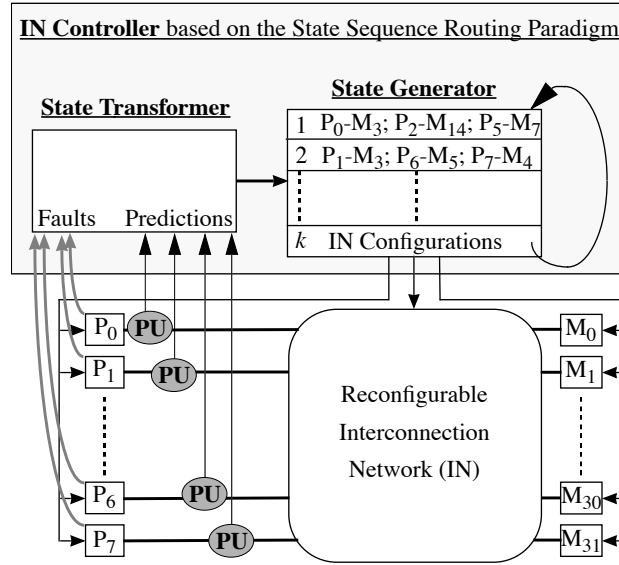 IN Controller based on the State Sequence Routing Paradigm
State Generator
State Transformer
1 P0-M3; P2-M14; P5-M7
2 P1-M3; P6-M5; P7-M4
Faults Predictions
k IN Configurations
P0 PU M0
P1 PU M1
Reconfigurable
Interconnection
Network (IN)
P6 PU M30
P7 PU M31